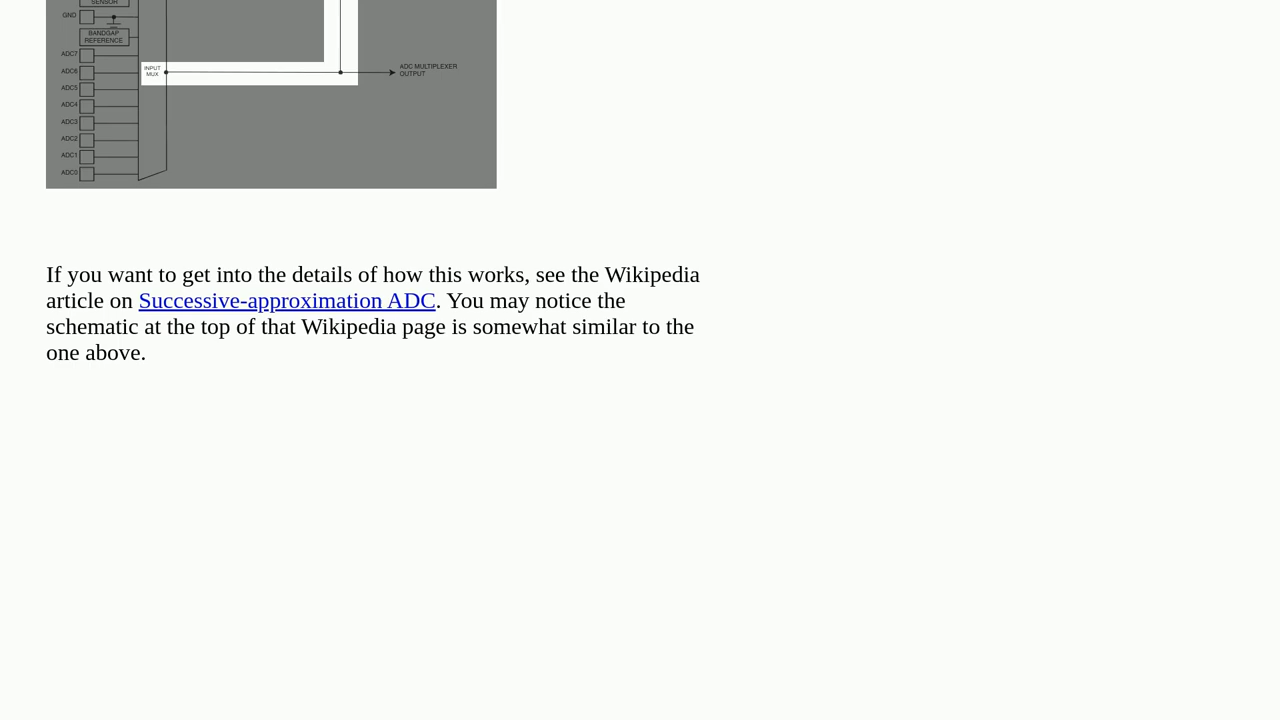 SENSOR
GND
BANDGAP
REFERENCE
ADC7
ADC6
INPUT
MUX
ADC MULTIPLEXER
OUTPUT
ADC5
ADC4
ADC3
ADC2
ADC1
ADC0
If you want to get into the details of how this works, see the Wikipedia
article on Successive-approximation ADC. You may notice the
schematic at the top of that Wikipedia page is somewhat similar to the
one above.